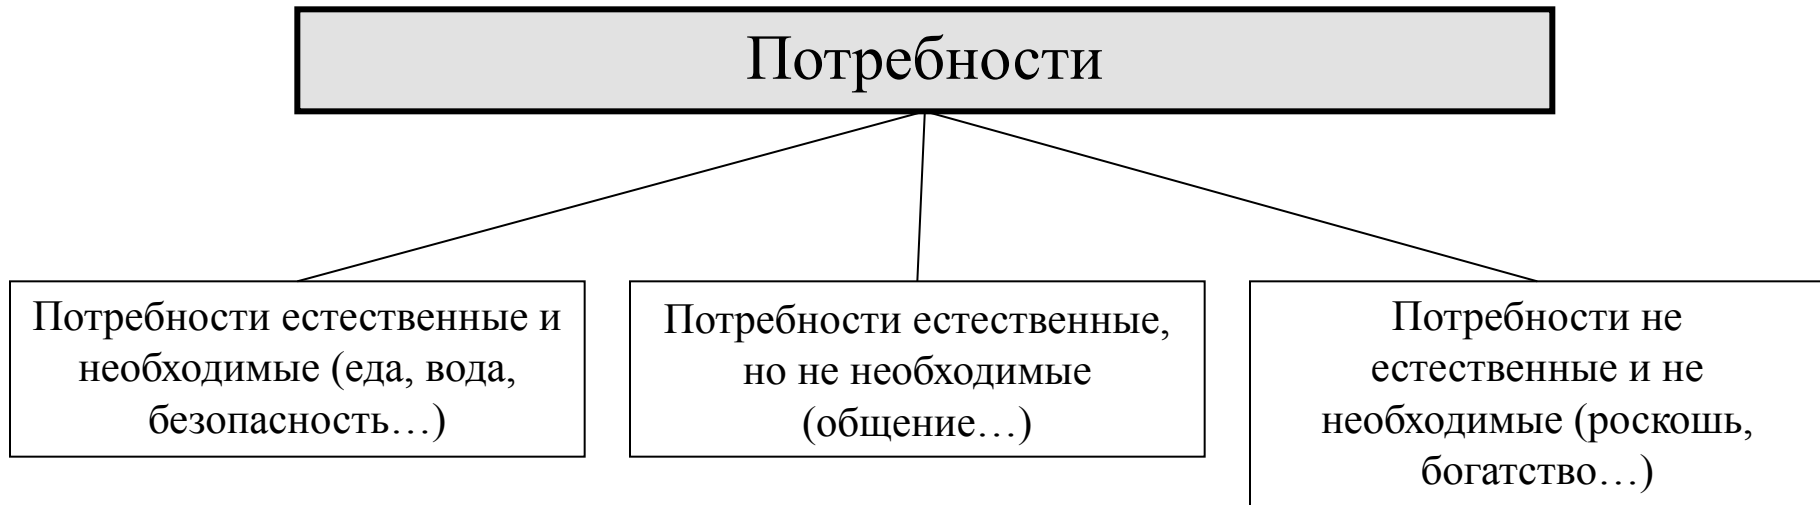 Потребности
Потребности естественные и
необходимые (еда, вода,
безопасность…)
Потребности естественные,
но не необходимые
(общение…)
Потребности не
естественные и не
необходимые (роскошь,
богатство…)